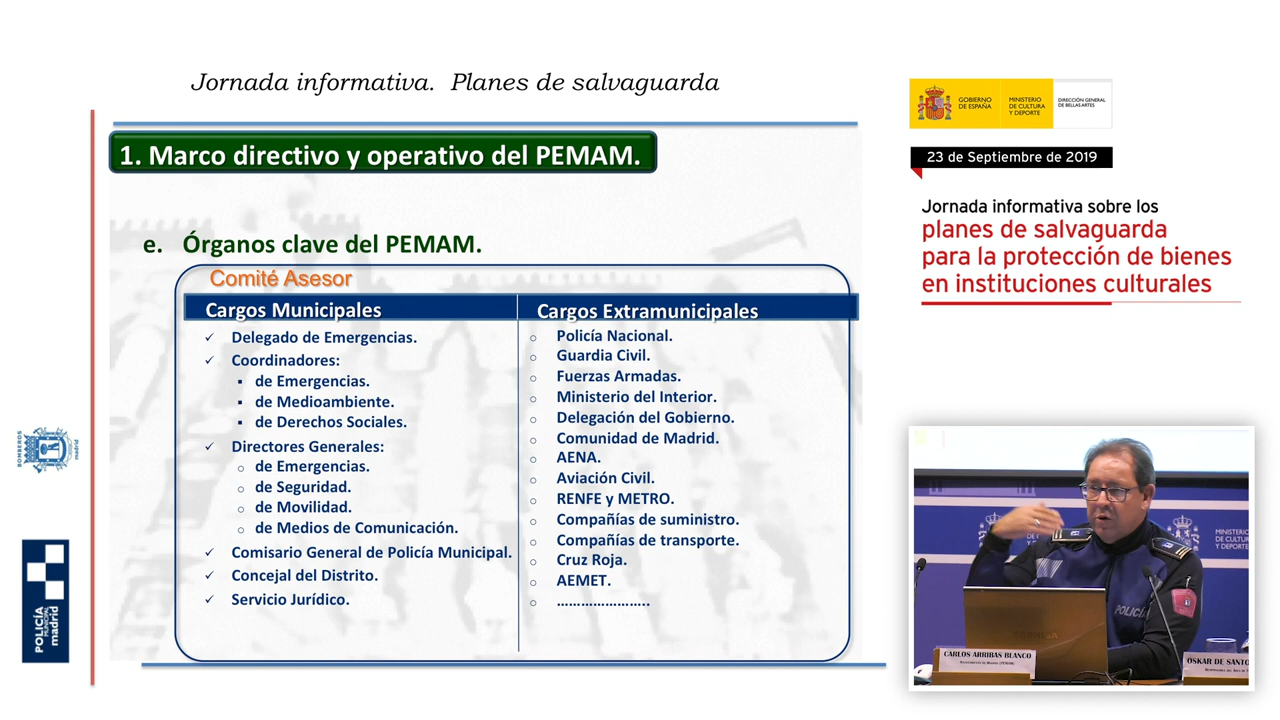 Jornada informativa. Planes de salvaguarda
1. Marco directivo y operativo del PEMAM.
e. Órganos clave del PEMAM.
Comité Asesor
Cargos Municipales
Delegado de Emergencias.
Coordinadores:
de Emergencias.
de Medioambiente.
de Derechos Sociales.
Directores Generales:
de Emergencias.
de Seguridad.
de Movilidad.
de Medios de Comunicación.
Comisario General de Policía Municipal.
Concejal del Distrito.
Servicio Jurídico.
Cargos Extramunicipales
Policía Nacional.
Guardia Civil.
Fuerzas Armadas.
Ministerio del Interior.
Delegación del Gobierno.
Comunidad de Madrid.
AENA.
Aviación Civil.
RENFE y METRO.
Compañías de suministro.
Compañías de transporte.
Cruz Roja.
AEMET.
…………………..
BOMBEROS
madrid
POLICÍA
MUNICIPAL
madrid
GOBIERNO
DE ESPAÑA
MINISTERIO
DE CULTURA
Y DEPORTE
DIRECCIÓN GENERAL
DE BELLAS ARTES
23 de Septiembre de 2019
Jornada informativa sobre los
planes de salvaguarda
para la protección de bienes
en instituciones culturales
POLICÍA
CARLOS ARRIBAS BLANCO
OSKAR DE SANTO